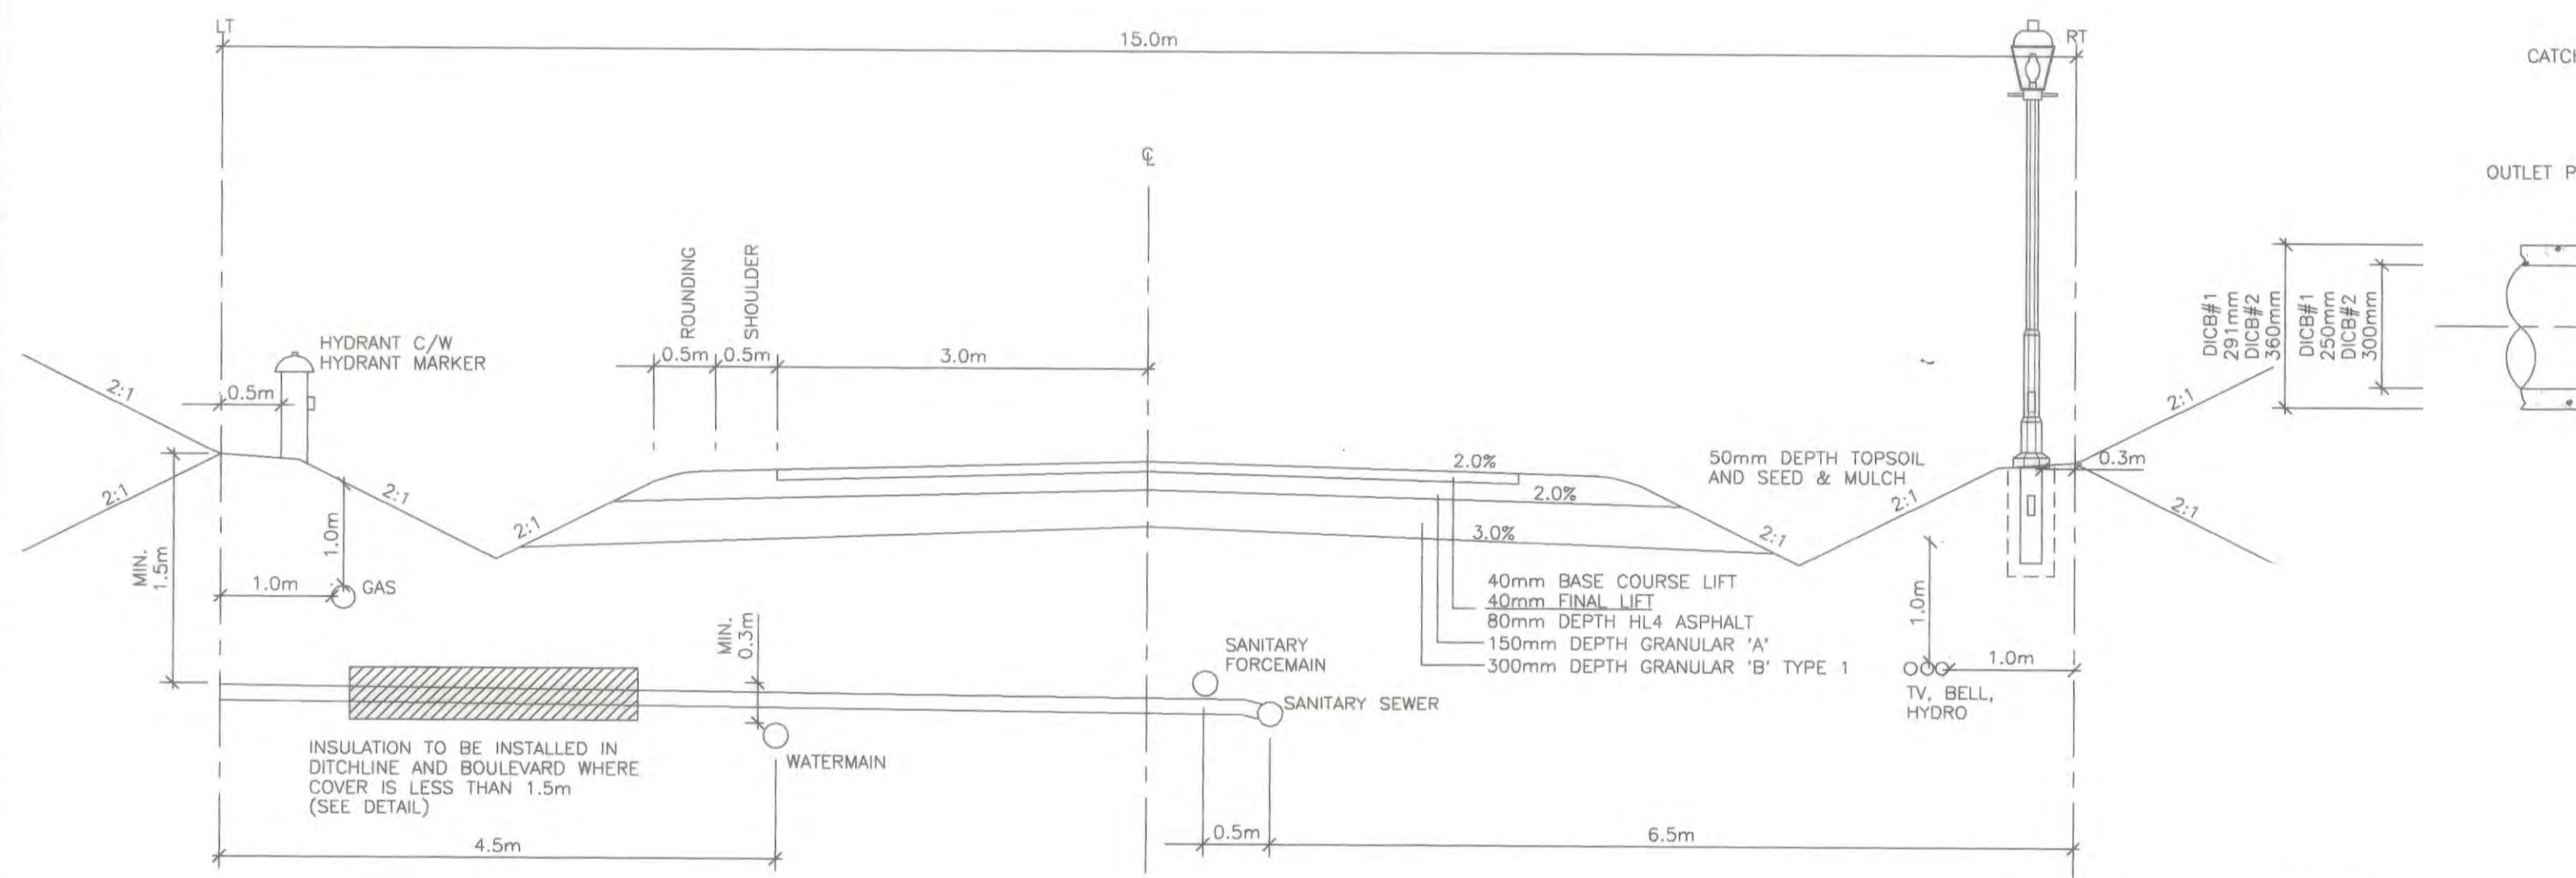 LT
15.0m
RT
CATCH
℄
OUTLET P
ROUNDING
SHOULDER
HYDRANT C/W
HYDRANT MARKER
0.5m
0.5m
3.0m
DICB#1
291mm
DICB#2
360mm
DICB#1
250mm
DICB#2
300mm
2:1
0.5m
2:1
2:1
2:1
2:1
2.0%
2.0%
3.0%
50mm DEPTH TOPSOIL
AND SEED & MULCH
2:1
2:1
2:1
0.3m
2:1
MIN.
1.5m
1.0m
1.0m
GAS
40mm BASE COURSE LIFT
40mm FINAL LIFT
80mm DEPTH HL4 ASPHALT
150mm DEPTH GRANULAR 'A'
300mm DEPTH GRANULAR 'B' TYPE 1
MIN.
0.3m
SANITARY
FORCEMAIN
SANITARY SEWER
1.0m
1.0m
TV, BELL,
HYDRO
INSULATION TO BE INSTALLED IN
DITCHLINE AND BOULEVARD WHERE
COVER IS LESS THAN 1.5m
(SEE DETAIL)
WATERMAIN
4.5m
0.5m
6.5m